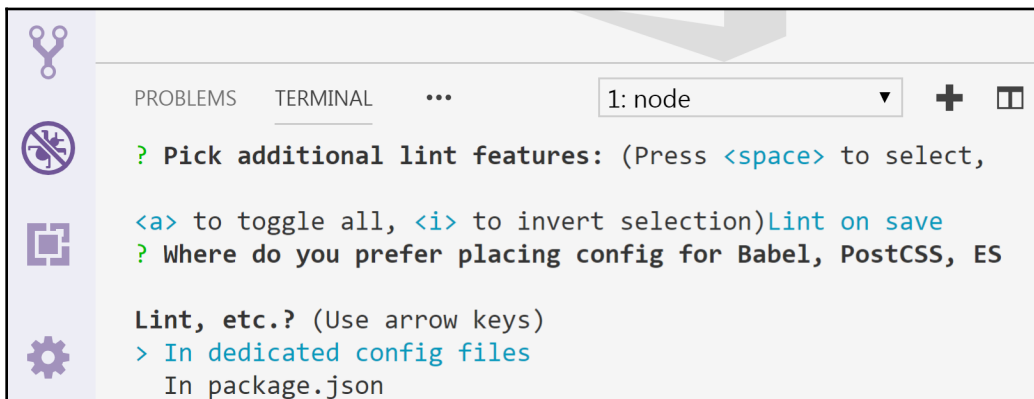 PROBLEMS TERMINAL ••• 1: node
? Pick additional lint features: (Press <space> to select,
<a> to toggle all, <i> to invert selection)Lint on save
? Where do you prefer placing config for Babel, PostCSS, ES
Lint, etc.? (Use arrow keys)
> In dedicated config files
In package.json